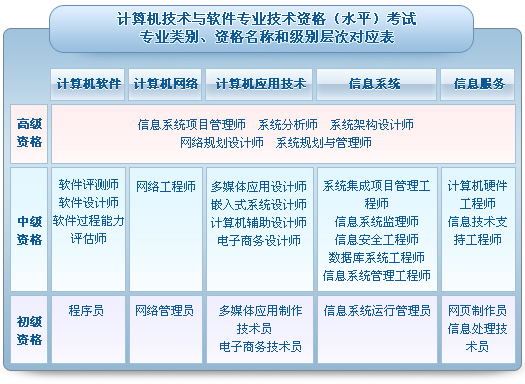 计算机技术与软件专业技术资格（水平）考试
专业类别、资格名称和级别层次对应表
计算机软件 计算机网络 计算机应用技术 信息系统 信息服务
高级
资格
信息系统项目管理师 系统分析师 系统架构设计师
网络规划设计师 系统规划与管理师
中级
资格
软件评测师
软件设计师
软件过程能力
评估师
网络工程师
多媒体应用设计师
嵌入式系统设计师
计算机辅助设计师
电子商务设计师
系统集成项目管理工
程师
信息系统监理师
信息安全工程师
数据库系统工程师
信息系统管理工程师
计算机硬件
工程师
信息技术支
持工程师
初级
资格
程序员
网络管理员
多媒体应用制作
技术员
电子商务技术员
信息系统运行管理员
网页制作员
信息处理技
术员